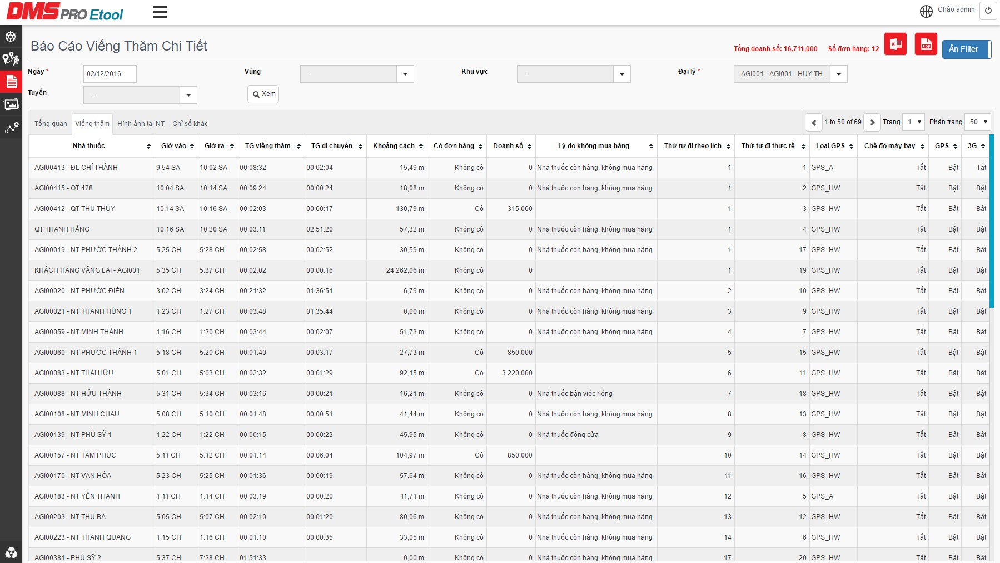 DMS PRO Etool
Chào admin
Báo Cáo Viếng Thăm Chi Tiết
Tổng doanh số: 16,711,000 Số đơn hàng: 12
Ẩn Filter
Ngày * 02/12/2016 Vùng - Khu vực - Đại lý * AGI001 - AGI001 - HUY TH.
Tuyến - Xem
Tổng quan Viếng thăm Hình ảnh tại NT Chỉ số khác 1 to 50 of 69 Trang 1 Phân trang 50
Nhà thuốc Giờ vào Giờ ra TG viếng thăm TG di chuyển Khoảng cách Có đơn hàng Doanh số Lý do không mua hàng Thứ tự đi theo lịch Thứ tự đi thực tế Loại GPS Chế độ máy bay GPS 3G
AGI00413 - ĐL CHÍ THÀNH 9:54 SA 10:02 SA 00:08:32 00:02:04 15,49 m Không có 0 Nhà thuốc còn hàng, không mua hàng 1 1 GPS_A Tắt Bật Tắt
AGI00415 - QT 478 10:04 SA 10:14 SA 00:09:24 00:00:24 18,08 m Không có 0 Nhà thuốc còn hàng, không mua hàng 1 2 GPS_HW Tắt Bật Bật
AGI00412 - QT THU THỦY 10:14 SA 10:16 SA 00:02:03 00:00:17 130,79 m Có 315.000 1 3 GPS_HW Tắt Bật Bật
QT THANH HẰNG 10:16 SA 10:20 SA 00:03:11 02:51:20 57,32 m Không có 0 Nhà thuốc còn hàng, không mua hàng 1 4 GPS_HW Tắt Bật Bật
AGI00019 - NT PHƯỚC THÀNH 2 5:25 CH 5:28 CH 00:02:58 00:02:52 30,59 m Không có 0 Nhà thuốc còn hàng, không mua hàng 1 17 GPS_HW Tắt Bật Bật
KHÁCH HÀNG VÃNG LAI - AGI001 5:35 CH 5:37 CH 00:02:02 00:00:16 24.262,06 m Không có 0 1 19 GPS_HW Tắt Bật Bật
AGI00020 - NT PHƯỚC ĐIỀN 3:02 CH 3:24 CH 00:21:32 01:36:51 6,79 m Không có 0 Nhà thuốc còn hàng, không mua hàng 2 10 GPS_HW Tắt Bật Bật
AGI00021 - NT THANH HÙNG 1 1:23 CH 1:27 CH 00:03:48 01:35:44 0,00 m Không có 0 Nhà thuốc còn hàng, không mua hàng 3 9 GPS_HW Tắt Bật Bật
AGI00059 - NT MINH THÀNH 1:16 CH 1:20 CH 00:03:44 00:02:07 51,73 m Không có 0 Nhà thuốc còn hàng, không mua hàng 4 7 GPS_HW Tắt Bật Bật
AGI00060 - NT PHƯỚC THÀNH 1 5:18 CH 5:20 CH 00:01:40 00:03:17 27,73 m Có 850.000 5 15 GPS_HW Tắt Bật Bật
AGI00083 - NT THÁI HỮU 5:01 CH 5:03 CH 00:02:32 00:01:29 92,15 m Có 3.220.000 6 11 GPS_HW Tắt Bật Bật
AGI00088 - NT HỮU THÀNH 5:31 CH 5:34 CH 00:03:16 00:00:21 16,21 m Không có 0 Nhà thuốc bận việc riêng 7 18 GPS_HW Tắt Bật Bật
AGI00108 - NT MINH CHÂU 5:08 CH 5:10 CH 00:01:48 00:00:51 41,44 m Không có 0 Nhà thuốc còn hàng, không mua hàng 8 13 GPS_HW Tắt Bật Bật
AGI00139 - NT PHÚ SỸ 1 1:22 CH 1:22 CH 00:00:15 00:00:23 45,95 m Không có 0 Nhà thuốc đóng cửa 9 8 GPS_HW Tắt Bật Bật
AGI00157 - NT TÂM PHÚC 5:11 CH 5:12 CH 00:01:14 00:06:04 104,97 m Có 850.000 10 14 GPS_HW Tắt Bật Bật
AGI00170 - NT VẠN HÒA 5:23 CH 5:25 CH 00:01:36 00:00:19 57,64 m Không có 0 Nhà thuốc còn hàng, không mua hàng 11 16 GPS_HW Tắt Bật Bật
AGI00183 - NT YẾN THANH 1:11 CH 1:14 CH 00:03:19 00:00:20 11,71 m Không có 0 Nhà thuốc còn hàng, không mua hàng 12 5 GPS_A Tắt Bật Bật
AGI00203 - NT THU BA 5:05 CH 5:07 CH 00:02:10 00:01:20 80,06 m Không có 0 Nhà thuốc còn hàng, không mua hàng 13 12 GPS_HW Tắt Bật Bật
AGI00223 - NT THANH QUANG 1:15 CH 1:16 CH 00:01:10 00:00:35 33,05 m Không có 0 Nhà thuốc còn hàng, không mua hàng 14 6 GPS_HW Tắt Bật Bật
AGI00381 - PHÚ SỸ 2 5:37 CH 7:28 CH 01:51:33 0,00 m Không có 0 Nhà thuốc còn hàng, không mua hàng 17 20 GPS_HW Tắt Bật Bật